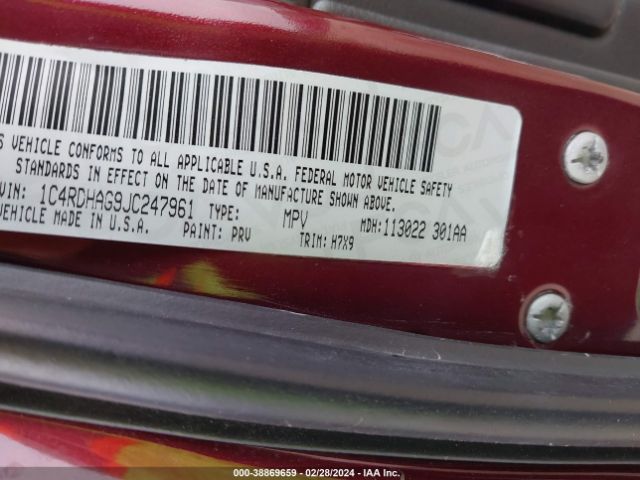 VEHICLE CONFORMS TO ALL APPLICABLE U.S.A. FEDERAL MOTOR VEHICLE SAFETY
STANDARDS IN EFFECT ON THE DATE OF MANUFACTURE SHOWN ABOVE.
VIN: 1C4RDHAG9JC247961 TYPE: MPV MDH:113022 301AA
VEHICLE MADE IN U.S.A. PAINT: PRV TRIM: H7X9
000-38869659 - 02/28/2024 - IAA Inc.